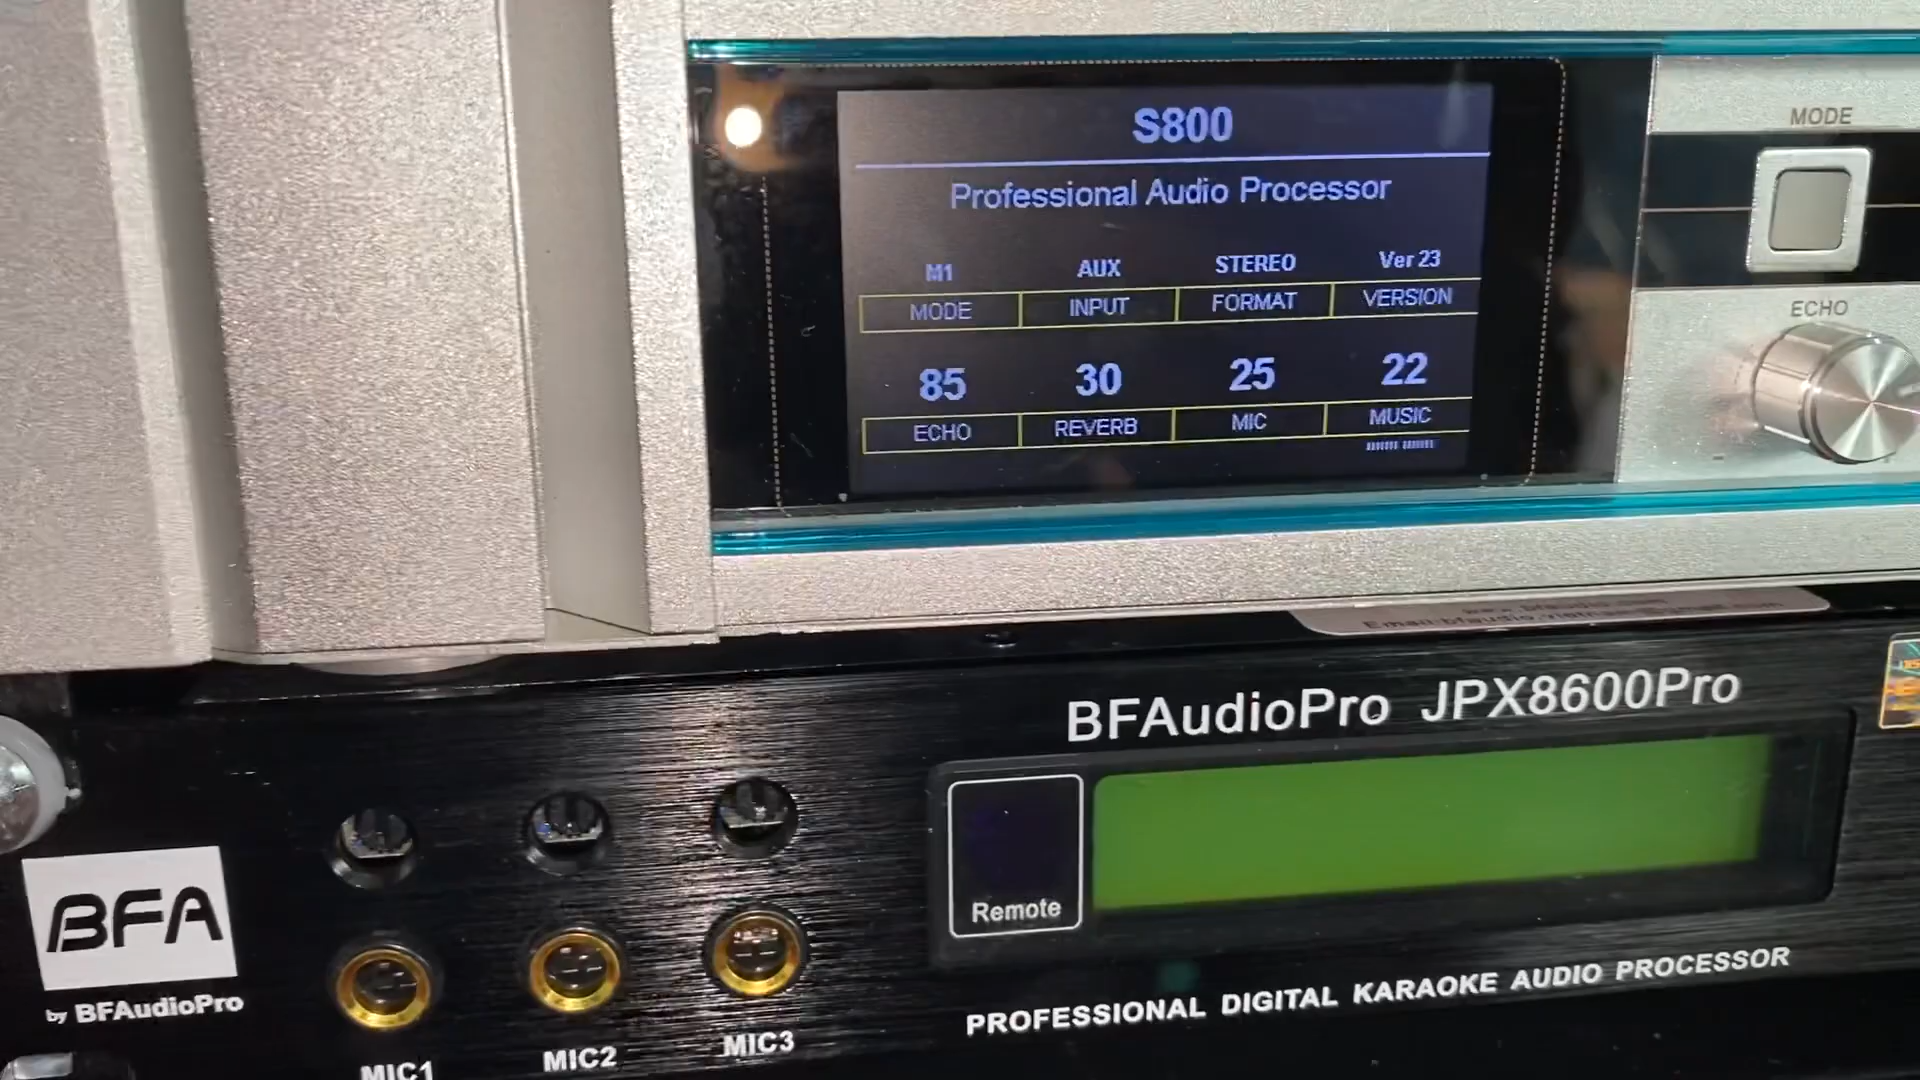 S800
Professional Audio Processor
M1 AUX STEREO Ver 23
MODE INPUT FORMAT VERSION
85 30 25 22
ECHO REVERB MIC MUSIC
MODE
ECHO
BFAudioPro JPX8600Pro
Remote
BFA
by BFAudioPro
MIC1 MIC2 MIC3
PROFESSIONAL DIGITAL KARAOKE AUDIO PROCESSOR